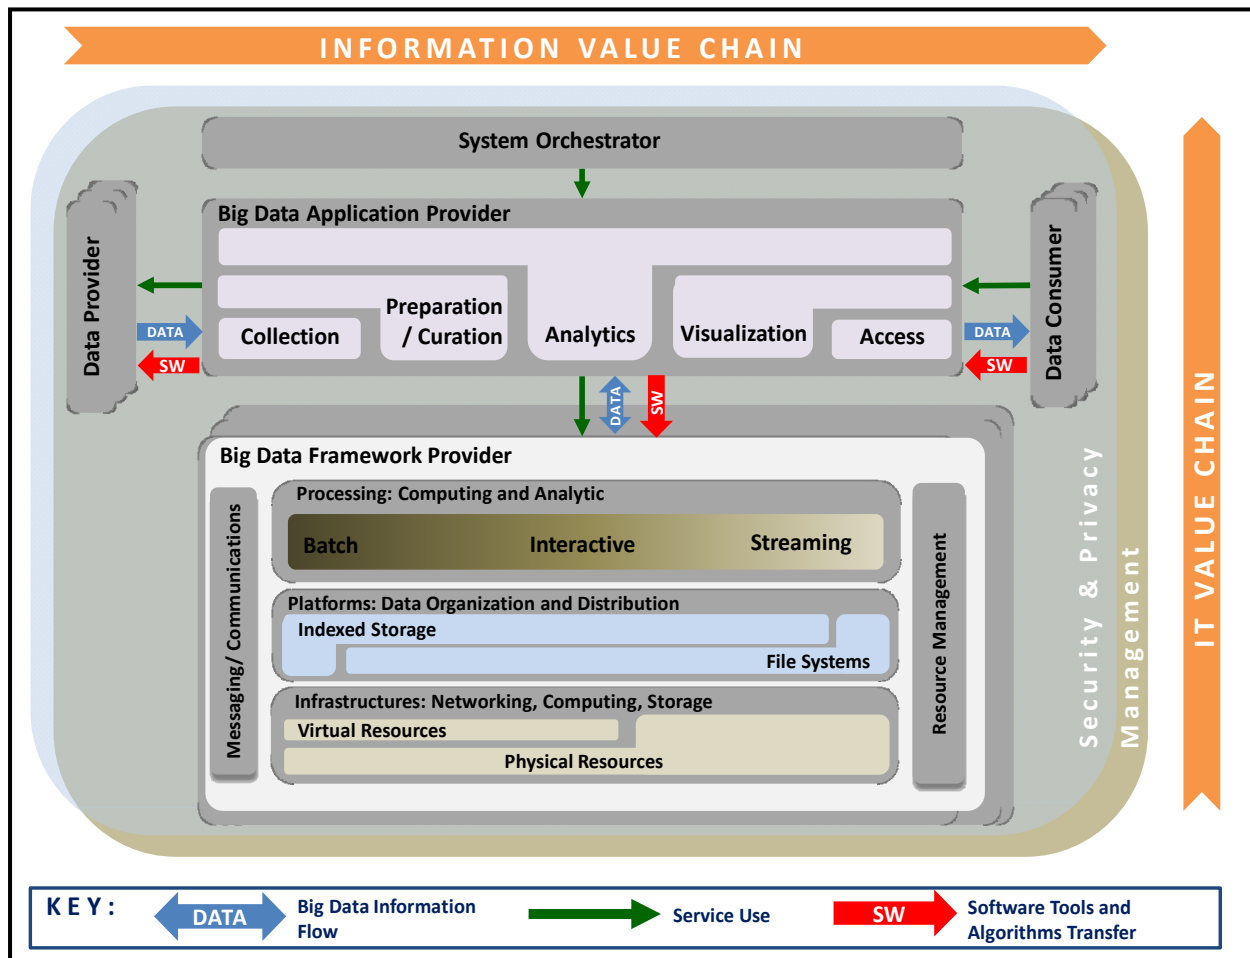 INFORMATION VALUE CHAIN
System Orchestrator
Big Data Application Provider
Data Provider
Data Consumer
Preparation
/ Curation
Collection
Analytics
Visualization
Access
DATA
SW
DATA
SW
DATA
SW
Big Data Framework Provider
Messaging/ Communications
Processing: Computing and Analytic
Batch
Interactive
Streaming
Platforms: Data Organization and Distribution
Indexed Storage
File Systems
Infrastructures: Networking, Computing, Storage
Virtual Resources
Physical Resources
Resource Management
Security & Privacy
Management
IT VALUE CHAIN
KEY:
DATA
Big Data Information
Flow
Service Use
SW
Software Tools and
Algorithms Transfer